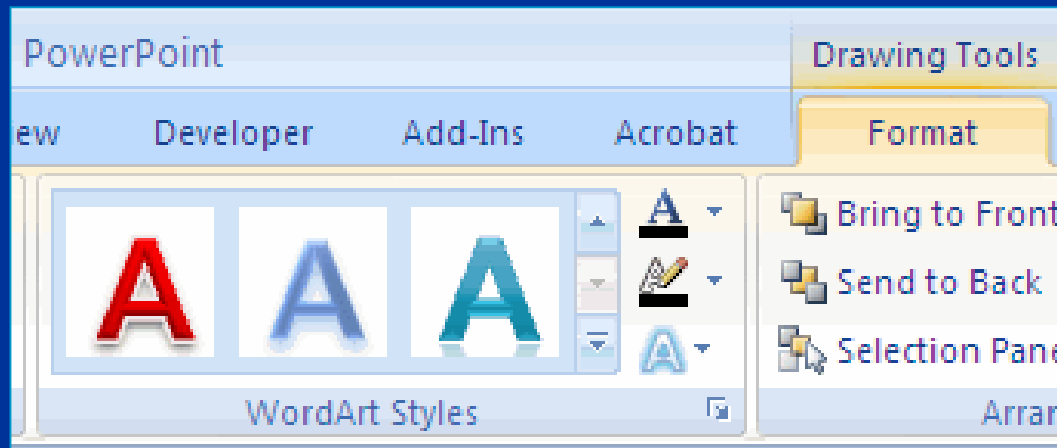 PowerPoint Drawing Tools
ew Developer Add-Ins Acrobat Format
A A A A Bring to Front
A Send to Back
A Selection Pane
WordArt Styles Arran